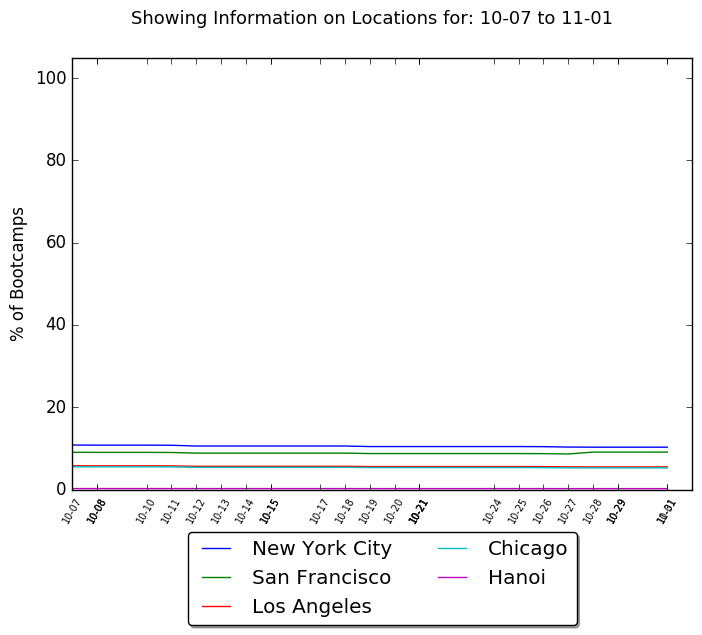 Showing Information on Locations for: 10-07 to 11-01
100
80
60
40
20
0
% of Bootcamps
10-07 10-08 10-10 10-11 10-12 10-13 10-14 10-15 10-17 10-18 10-19 10-20 10-21 10-24 10-25 10-26 10-27 10-28 10-29
New York City Chicago
San Francisco Hanoi
Los Angeles